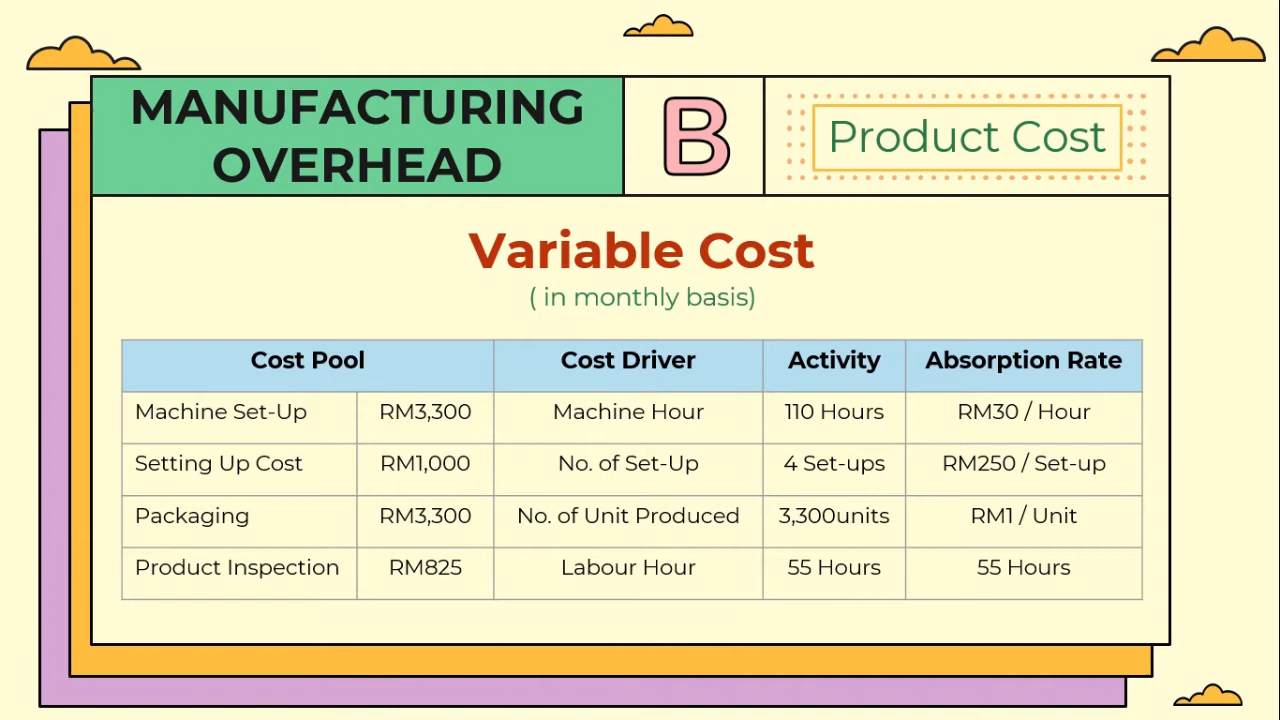 MANUFACTURING
OVERHEAD
B
Product Cost
Variable Cost
( in monthly basis)
Cost Pool Cost Driver Activity Absorption Rate
Machine Set-Up RM3,300 Machine Hour 110 Hours RM30 / Hour
Setting Up Cost RM1,000 No. of Set-Up 4 Set-ups RM250 / Set-up
Packaging RM3,300 No. of Unit Produced 3,300units RM1 / Unit
Product Inspection RM825 Labour Hour 55 Hours 55 Hours